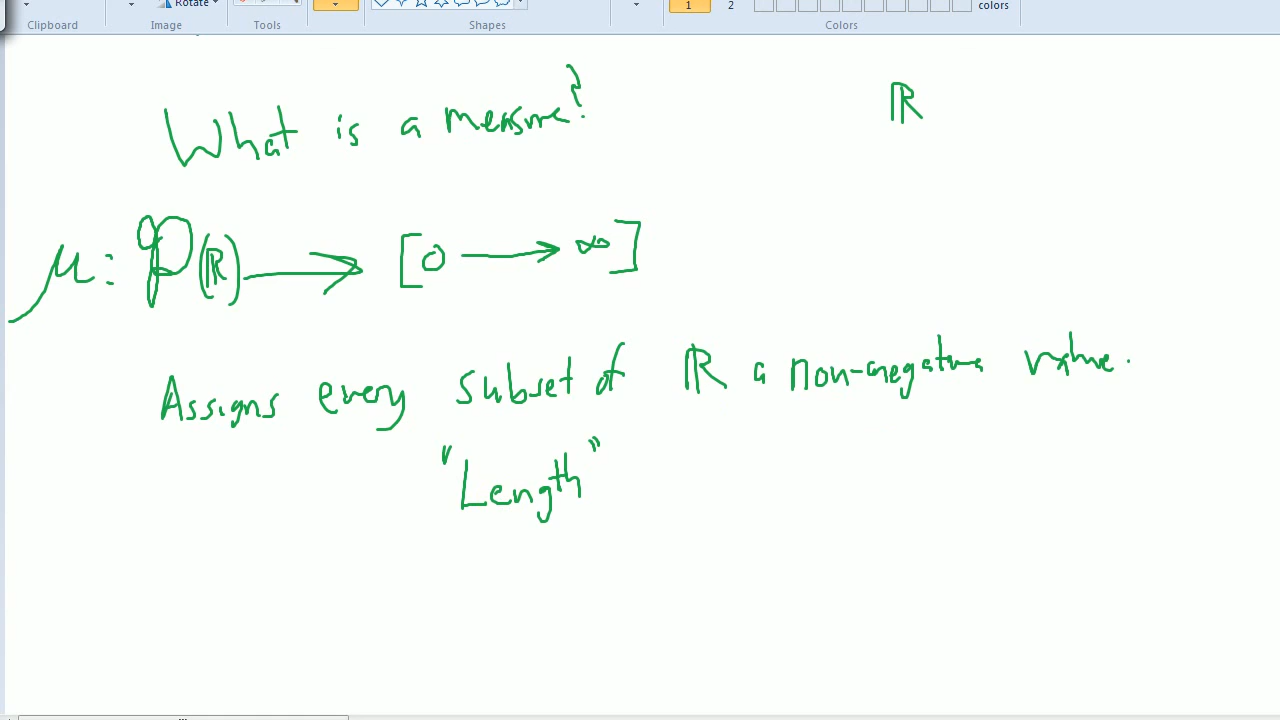 Rotate
Clipboard Image Tools Shapes 1 2 Colors colors
What is a measure?
ℝ
μ: 𝒫(ℝ) ⟶ [0 ⟶ ∞]
Assigns every subset of ℝ a non-negative value.
"Length"